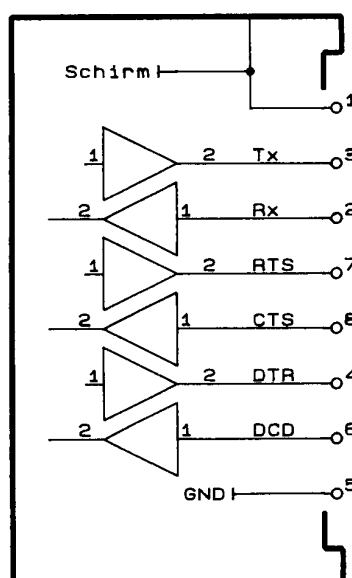 Schirm
1
1 2 Tx 3
2 1 Rx 2
1 2 RTS 7
2 1 CTS 8
1 2 DTR 4
2 1 DCD 6
GND 5